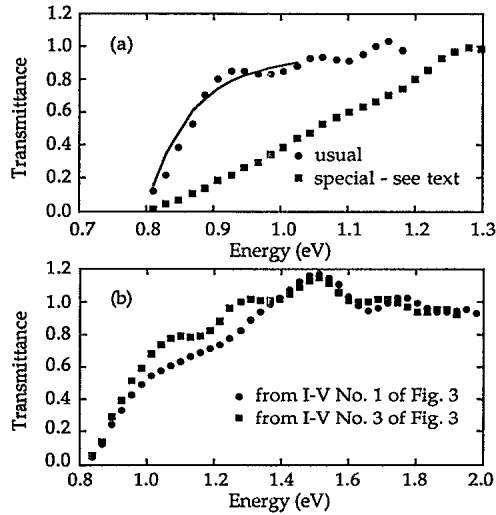 Transmittance
1.2
1.0
0.8
0.6
0.4
0.2
0.0
(a)
usual
special - see text
0.7
0.8
0.9
1.0
1.1
1.2
1.3
Energy (eV)
Transmittance
1.2
1.0
0.8
0.6
0.4
0.2
0.0
(b)
from I-V No. 1 of Fig. 3
from I-V No. 3 of Fig. 3
0.8
1.0
1.2
1.4
1.6
1.8
2.0
Energy (eV)